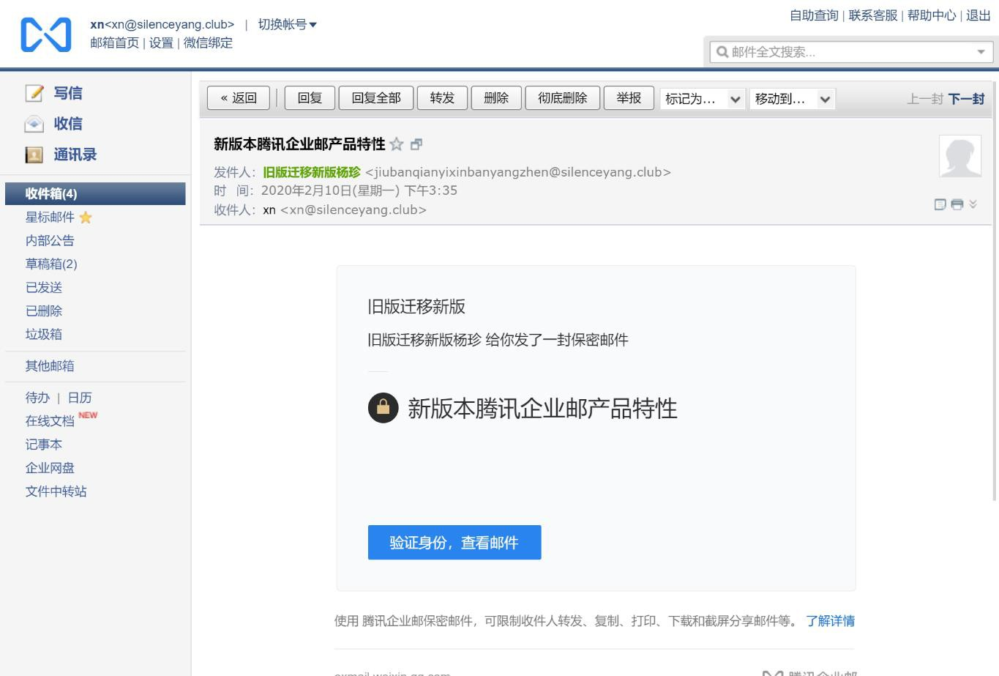 xn<xn@silenceyang.club> | 切换帐号
邮箱首页 | 设置 | 微信绑定
自助查询 | 联系客服 | 帮助中心 | 退出
邮件全文搜索...
写信
收信
通讯录
收件箱(4)
星标邮件
内部公告
草稿箱(2)
已发送
已删除
垃圾箱
其他邮箱
待办 | 日历
在线文档 NEW
记事本
企业网盘
文件中转站
« 返回 回复 回复全部 转发 删除 彻底删除 举报 标记为... 移动到... 上一封 下一封
新版本腾讯企业邮产品特性
发件人：旧版迁移新版杨珍 <jiubanqianyixinbanyangzhen@silenceyang.club>
时 间：2020年2月10日(星期一) 下午3:35
收件人：xn <xn@silenceyang.club>
旧版迁移新版
旧版迁移新版杨珍 给你发了一封保密邮件
新版本腾讯企业邮产品特性
验证身份，查看邮件
使用 腾讯企业邮保密邮件，可限制收件人转发、复制、打印、下载和截屏分享邮件等。 了解详情
exmail.weixin.qq.com 腾讯企业邮